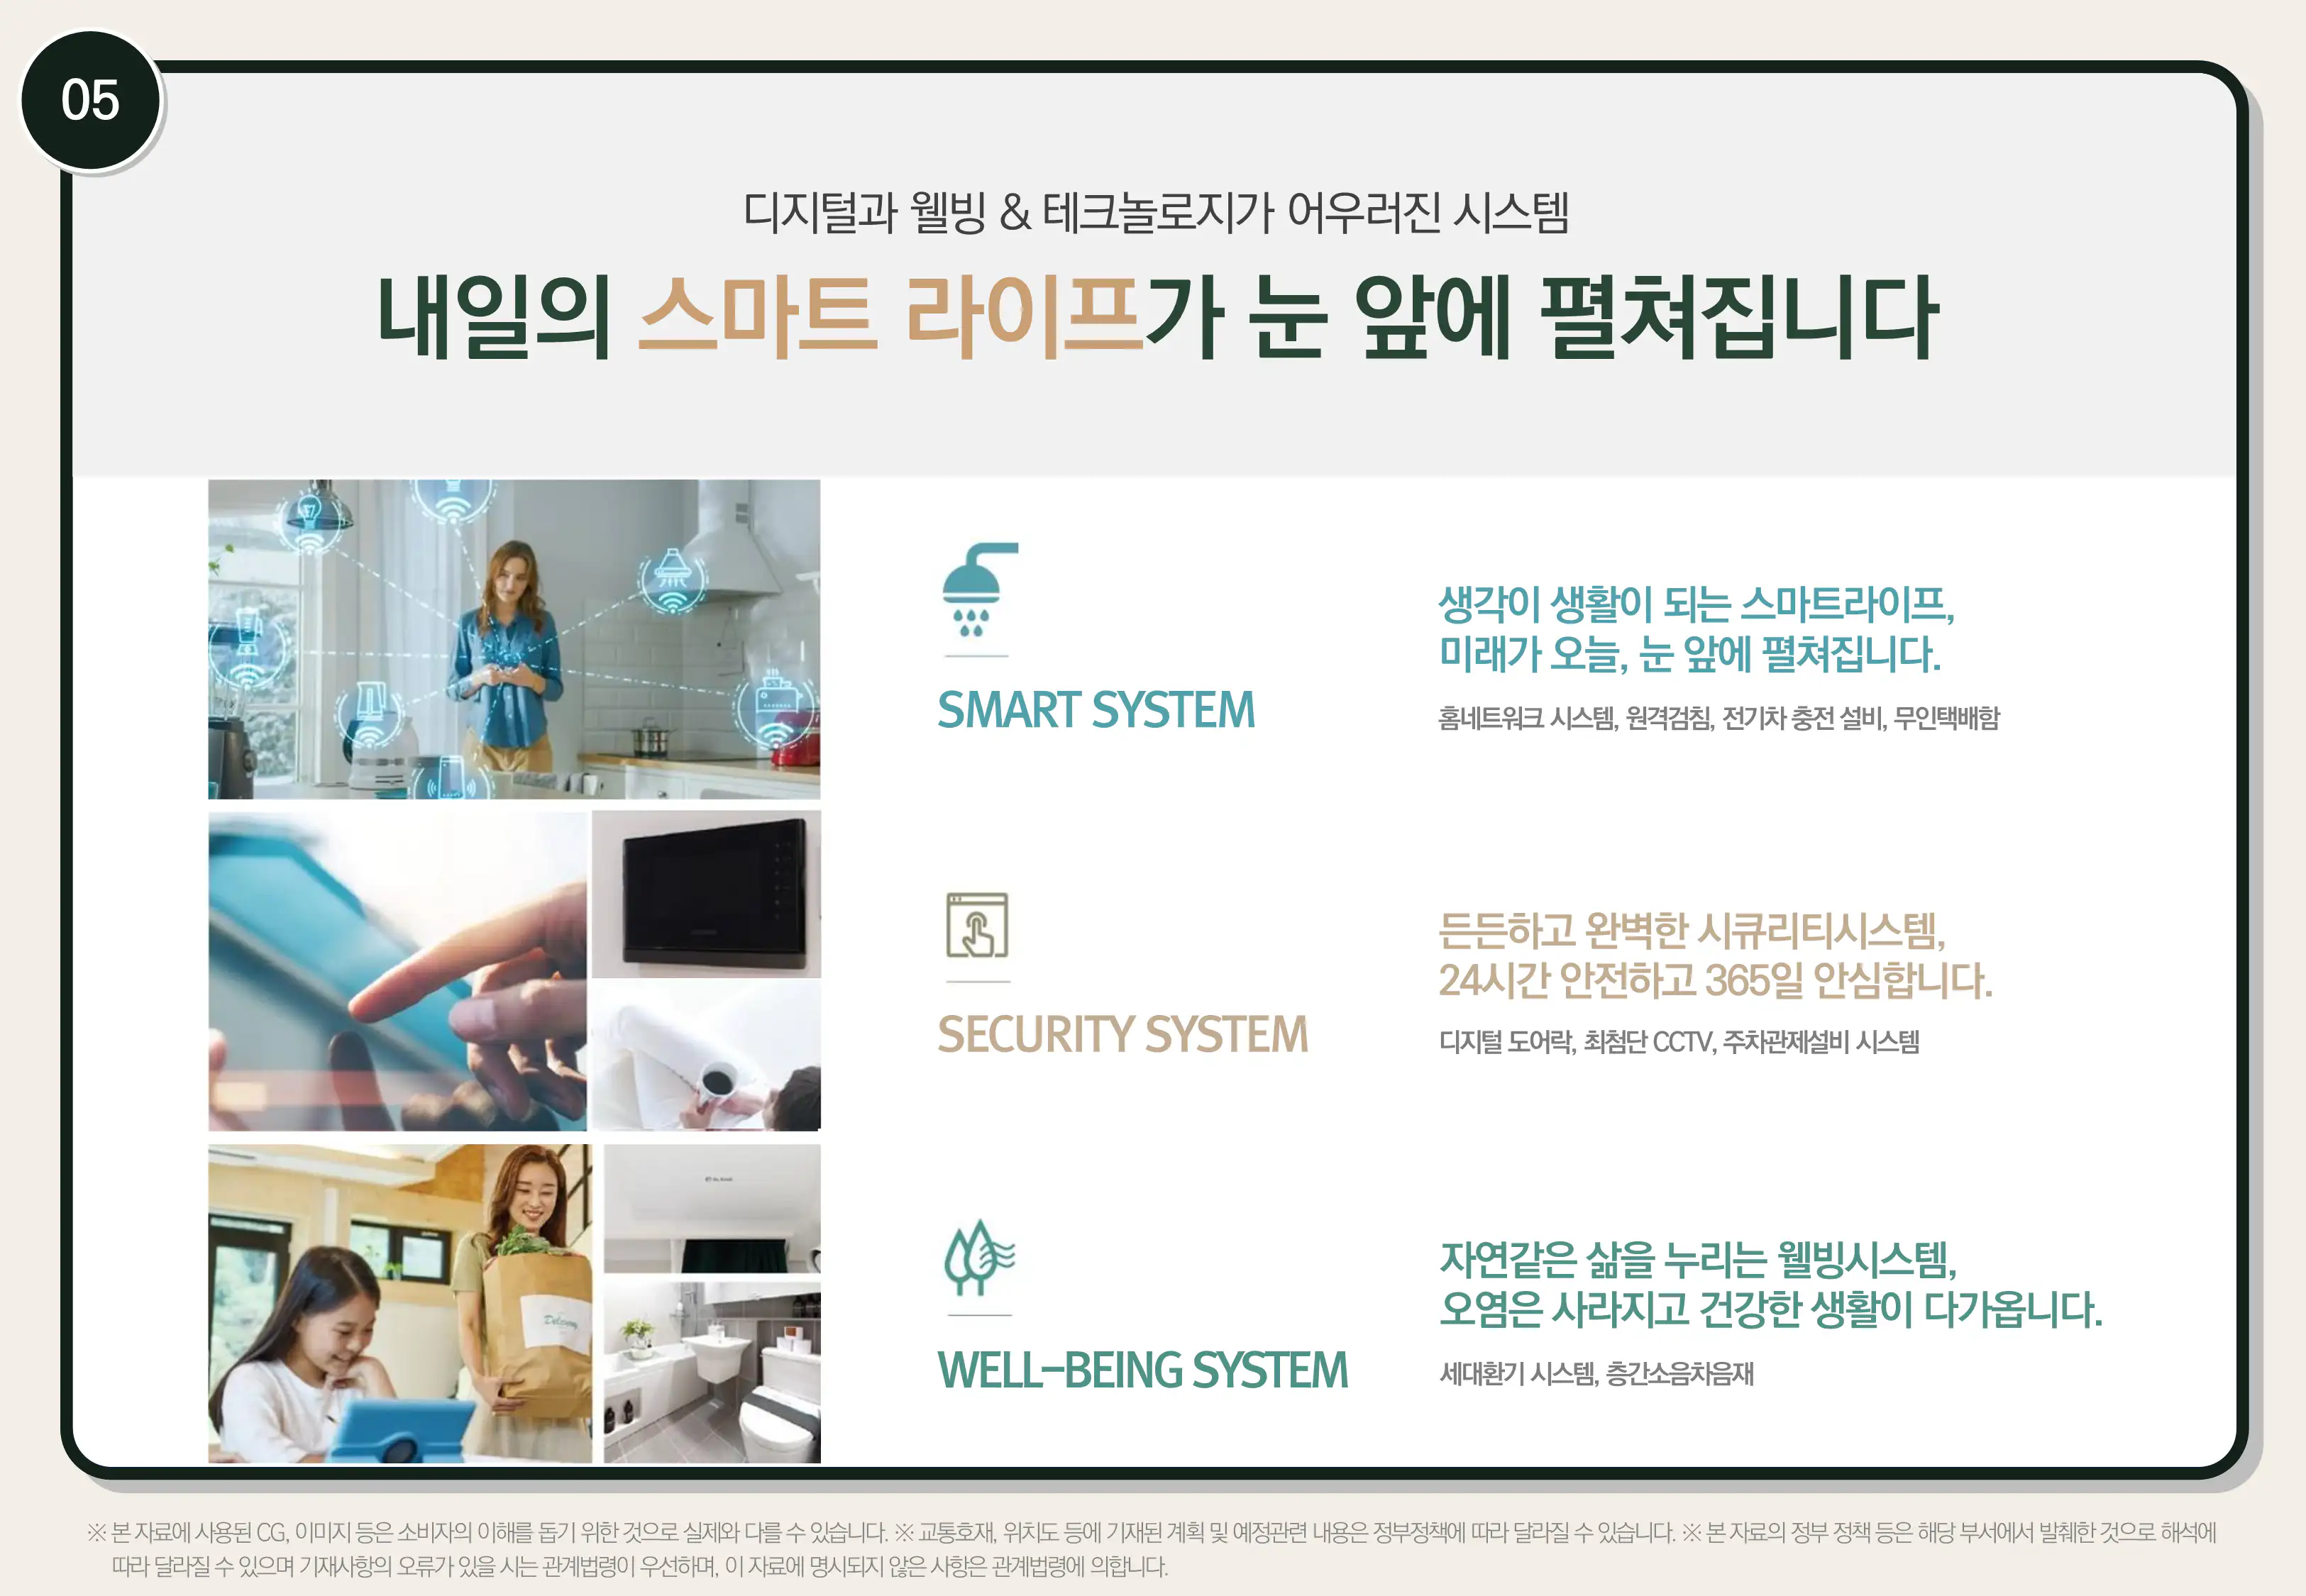 05
디지털과 웰빙 & 테크놀로지가 어우러진 시스템
내일의 스마트 라이프가 눈 앞에 펼쳐집니다
SMART SYSTEM
생각이 생활이 되는 스마트라이프,
미래가 오늘, 눈 앞에 펼쳐집니다.
홈네트워크 시스템, 원격검침, 전기차 충전 설비, 무인택배함
SECURITY SYSTEM
든든하고 완벽한 시큐리티시스템,
24시간 안전하고 365일 안심합니다.
디지털 도어락, 최첨단 CCTV, 주차관제설비 시스템
Delivery
WELL-BEING SYSTEM
자연같은 삶을 누리는 웰빙시스템,
오염은 사라지고 건강한 생활이 다가옵니다.
세대환기 시스템, 층간소음차음재
※ 본 자료에 사용된 CG, 이미지 등은 소비자의 이해를 돕기 위한 것으로 실제와 다를 수 있습니다. ※ 교통호재, 위치도 등에 기재된 계획 및 예정관련 내용은 정부정책에 따라 달라질 수 있습니다. ※ 본 자료의 정부 정책 등은 해당 부서에서 발췌한 것으로 해석에
따라 달라질 수 있으며 기재사항의 오류가 있을 시는 관계법령이 우선하며, 이 자료에 명시되지 않은 사항은 관계법령에 의합니다.